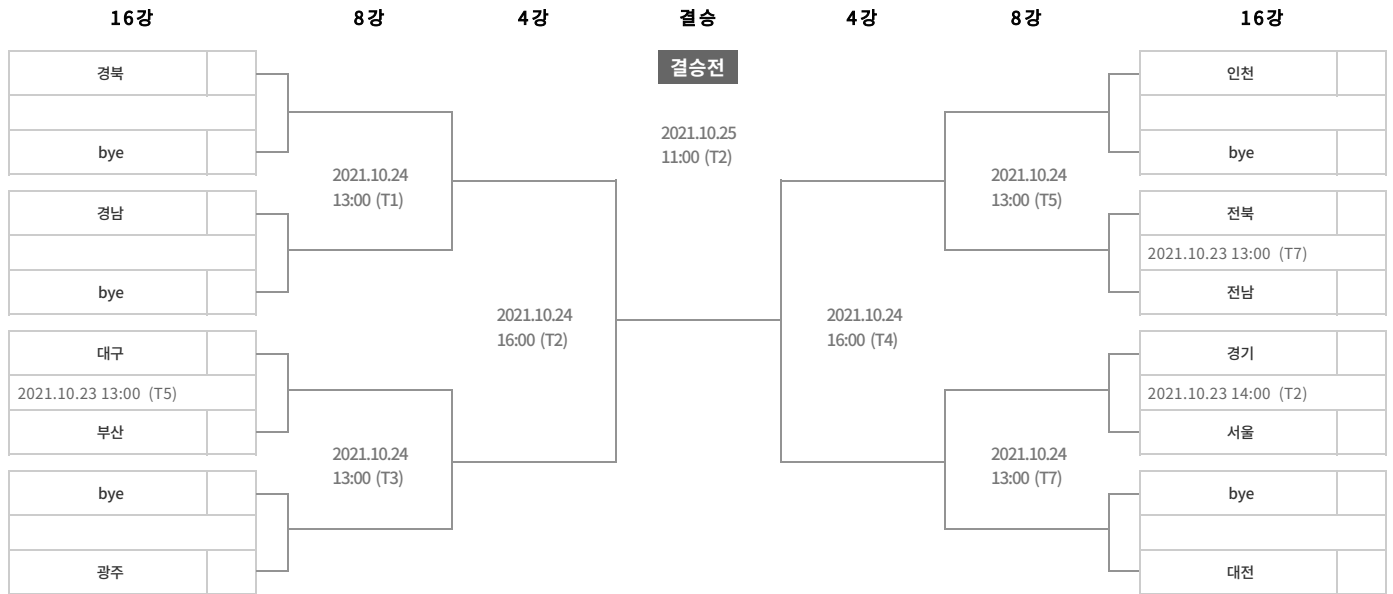 16강 8강 4강 결승 4강 8강 16강
결승전
2021.10.25
11:00 (T2)
경북
bye
경남
bye
대구
2021.10.23 13:00 (T5)
부산
bye
광주
2021.10.24
13:00 (T1)
2021.10.24
13:00 (T3)
2021.10.24
16:00 (T2)
2021.10.24
16:00 (T4)
2021.10.24
13:00 (T5)
2021.10.24
13:00 (T7)
인천
bye
전북
2021.10.23 13:00 (T7)
전남
경기
2021.10.23 14:00 (T2)
서울
bye
대전